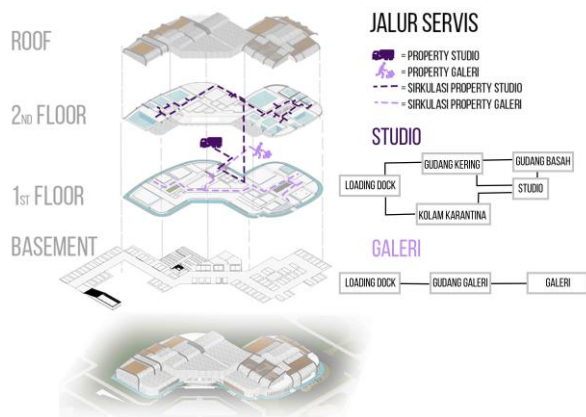 ROOF
2ND FLOOR
1ST FLOOR
BASEMENT
JALUR SERVIS
= PROPERTY STUDIO
= PROPERTY GALERI
= SIRKULASI PROPERTY STUDIO
= SIRKULASI PROPERTY GALERI
STUDIO
LOADING DOCK
GUDANG KERING
GUDANG BASAH
STUDIO
KOLAM KARANTINA
GALERI
LOADING DOCK
GUDANG GALERI
GALERI